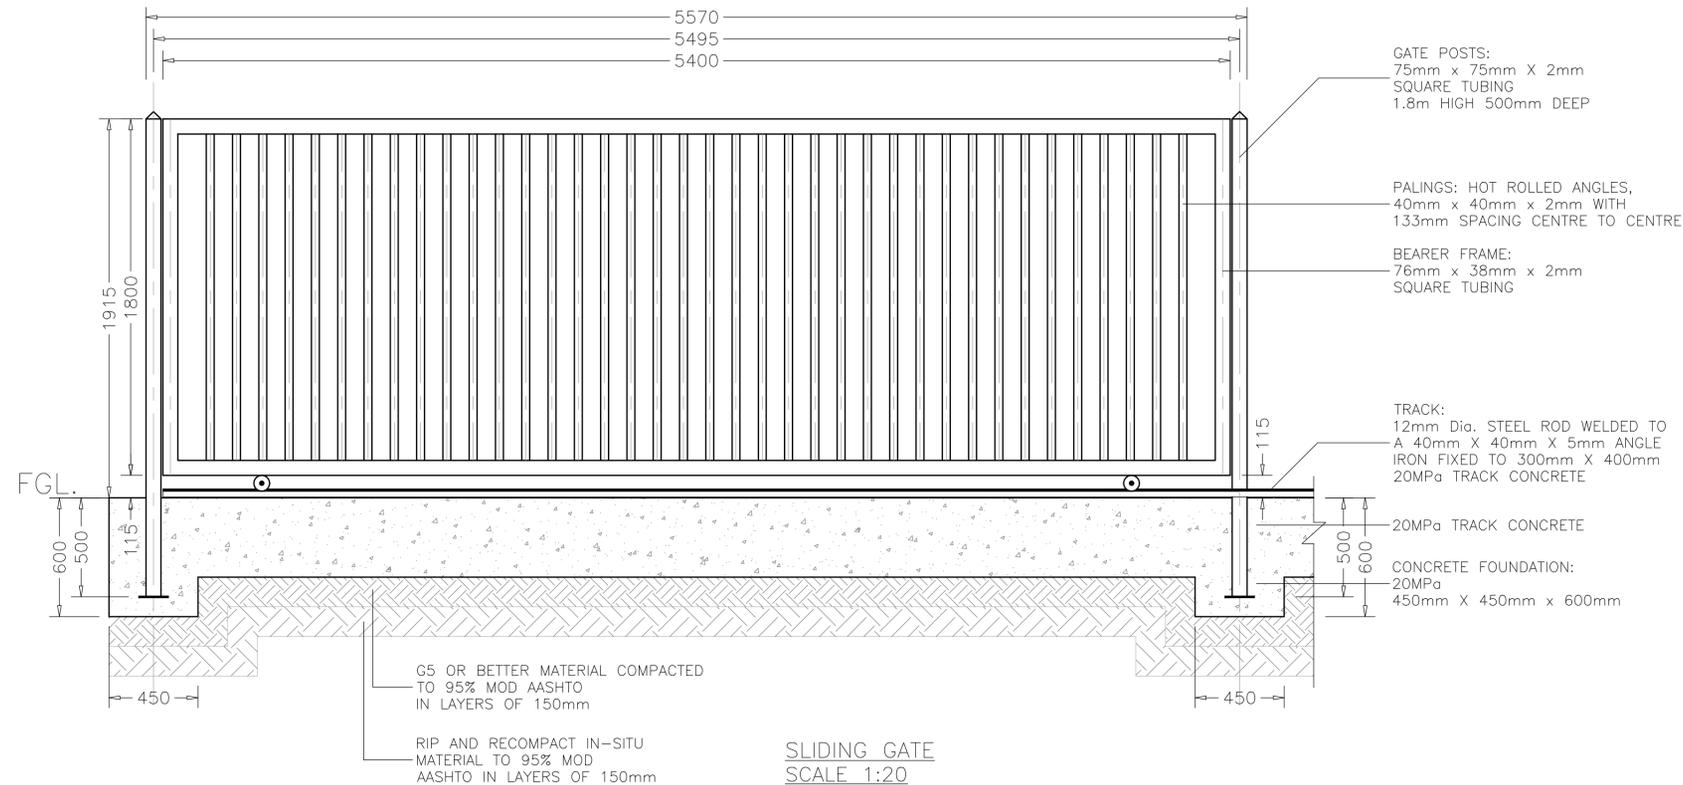 5570
5495
5400
GATE POSTS:
75mm x 75mm X 2mm
SQUARE TUBING
1.8m HIGH 500mm DEEP
PALINGS: HOT ROLLED ANGLES,
40mm x 40mm x 2mm WITH
133mm SPACING CENTRE TO CENTRE
BEARER FRAME:
76mm x 38mm x 2mm
SQUARE TUBING
1915
1800
TRACK:
12mm Dia. STEEL ROD WELDED TO
A 40mm X 40mm X 5mm ANGLE
IRON FIXED TO 300mm X 400mm
20MPa TRACK CONCRETE
115
FGL.
600
500
115
500
600
20MPa TRACK CONCRETE
CONCRETE FOUNDATION:
20MPa
450mm X 450mm x 600mm
450
450
G5 OR BETTER MATERIAL COMPACTED
TO 95% MOD AASHTO
IN LAYERS OF 150mm
RIP AND RECOMPACT IN-SITU
MATERIAL TO 95% MOD
AASHTO IN LAYERS OF 150mm
SLIDING GATE
SCALE 1:20